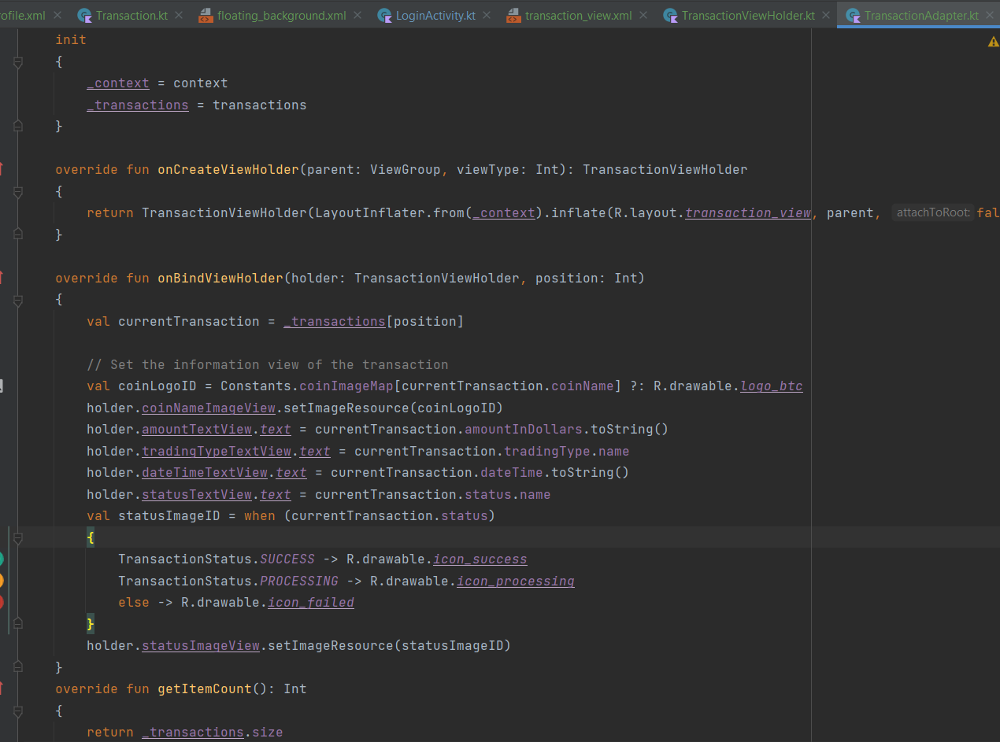 rofile.xml Transaction.kt floating_background.xml LoginActivity.kt transaction_view.xml TransactionViewHolder.kt TransactionAdapter.kt
init
{
_context = context
_transactions = transactions
}
override fun onCreateViewHolder(parent: ViewGroup, viewType: Int): TransactionViewHolder
{
return TransactionViewHolder(LayoutInflater.from(_context).inflate(R.layout.transaction_view, parent, attachToRoot: fal
}
override fun onBindViewHolder(holder: TransactionViewHolder, position: Int)
{
val currentTransaction = _transactions[position]
// Set the information view of the transaction
val coinLogoID = Constants.coinImageMap[currentTransaction.coinName] ?: R.drawable.logo_btc
holder.coinNameImageView.setImageResource(coinLogoID)
holder.amountTextView.text = currentTransaction.amountInDollars.toString()
holder.tradingTypeTextView.text = currentTransaction.tradingType.name
holder.dateTimeTextView.text = currentTransaction.dateTime.toString()
holder.statusTextView.text = currentTransaction.status.name
val statusImageID = when (currentTransaction.status)
{
TransactionStatus.SUCCESS -> R.drawable.icon_success
TransactionStatus.PROCESSING -> R.drawable.icon_processing
else -> R.drawable.icon_failed
}
holder.statusImageView.setImageResource(statusImageID)
}
override fun getItemCount(): Int
{
return _transactions.size